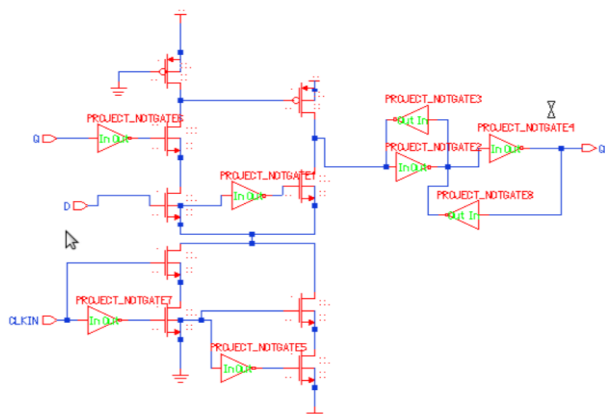 PROJECT_NOTGATE3
PROJECT_NOTGATE6
Out In
PROJECT_NOTGATE4
Q
In Out
PROJECT_NOTGATE2
In Out
Q
PROJECT_NOTGATE1
In Out
D
In Out
PROJECT_NOTGATE8
Out In
PROJECT_NOTGATE7
CLKIN
In Out
PROJECT_NOTGATE5
In Out